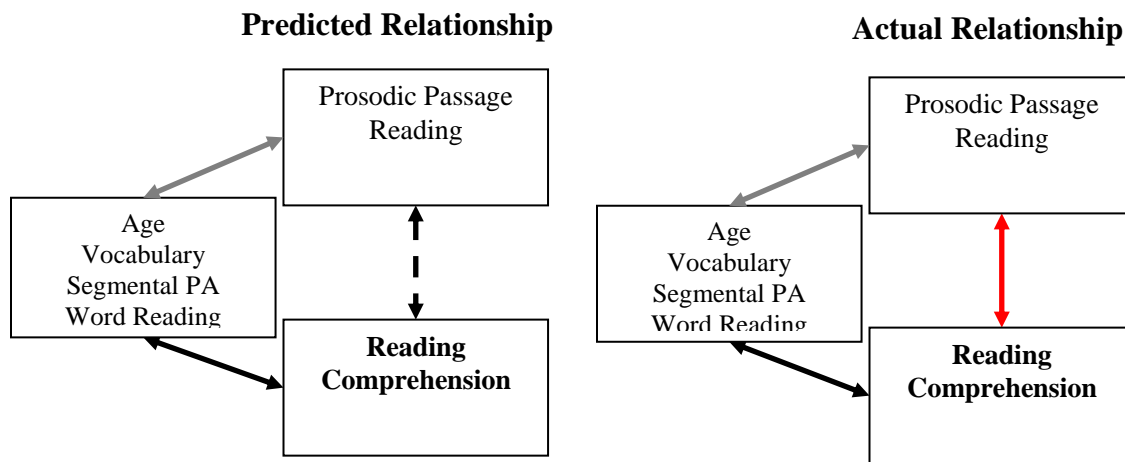 Predicted Relationship
Prosodic Passage
Reading
Age
Vocabulary
Segmental PA
Word Reading
Reading
Comprehension
Actual Relationship
Prosodic Passage
Reading
Age
Vocabulary
Segmental PA
Word Reading
Reading
Comprehension